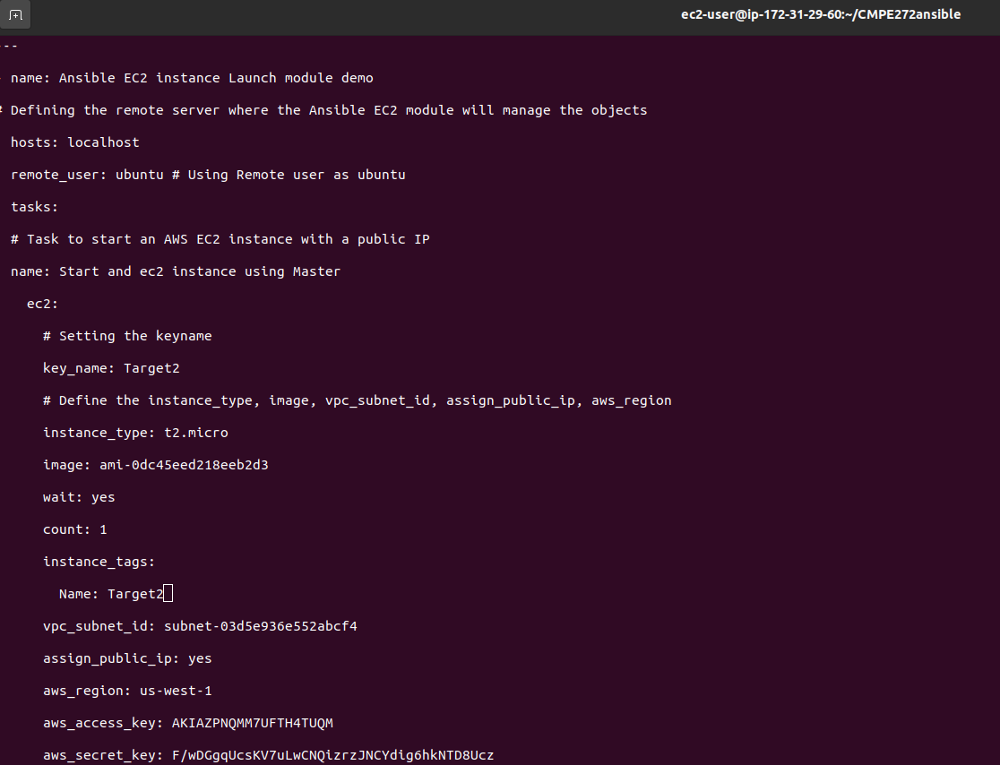 ec2-user@ip-172-31-29-60:~/CMPE272ansible
---
- name: Ansible EC2 instance Launch module demo
# Defining the remote server where the Ansible EC2 module will manage the objects
hosts: localhost
remote_user: ubuntu # Using Remote user as ubuntu
tasks:
# Task to start an AWS EC2 instance with a public IP
name: Start and ec2 instance using Master
ec2:
# Setting the keyname
key_name: Target2
# Define the instance_type, image, vpc_subnet_id, assign_public_ip, aws_region
instance_type: t2.micro
image: ami-0dc45eed218eeb2d3
wait: yes
count: 1
instance_tags:
Name: Target2
vpc_subnet_id: subnet-03d5e936e552abcf4
assign_public_ip: yes
aws_region: us-west-1
aws_access_key: AKIAZPNQMM7UFTH4TUQM
aws_secret_key: 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